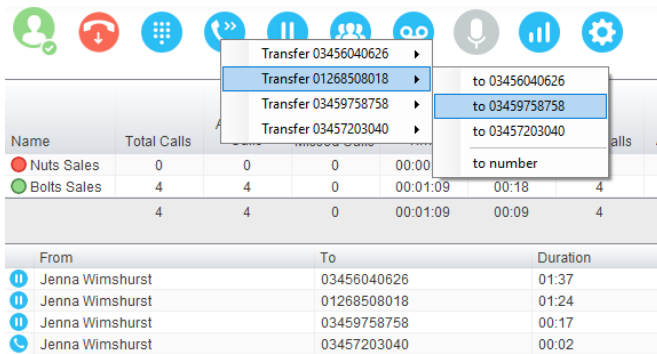 Transfer 03456040626
Transfer 01268508018
to 03456040626
Transfer 03459758758
to 03459758758
Transfer 03457203040
to 03457203040
to number
Name Total Calls Calls Missed Calls alls
Nuts Sales 0 0 0 00:00
Bolts Sales 4 4 0 00:01:09 00:18 4
4 4 0 00:01:09 00:09 4
From To Duration
Jenna Wimshurst 03456040626 01:37
Jenna Wimshurst 01268508018 01:24
Jenna Wimshurst 03459758758 00:17
Jenna Wimshurst 03457203040 00:02